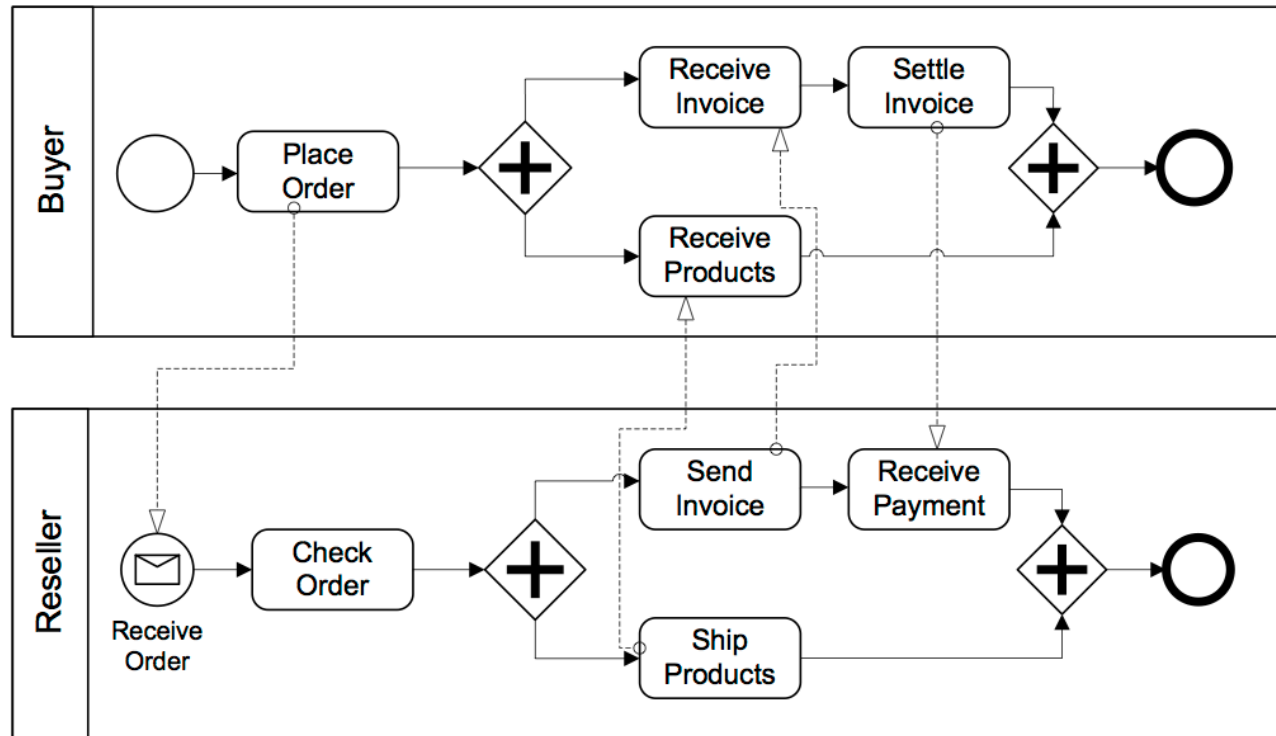 Buyer
Place
Order
Receive
Invoice
Settle
Invoice
Receive
Products
Reseller
Receive
Order
Check
Order
Send
Invoice
Receive
Payment
Ship
Products